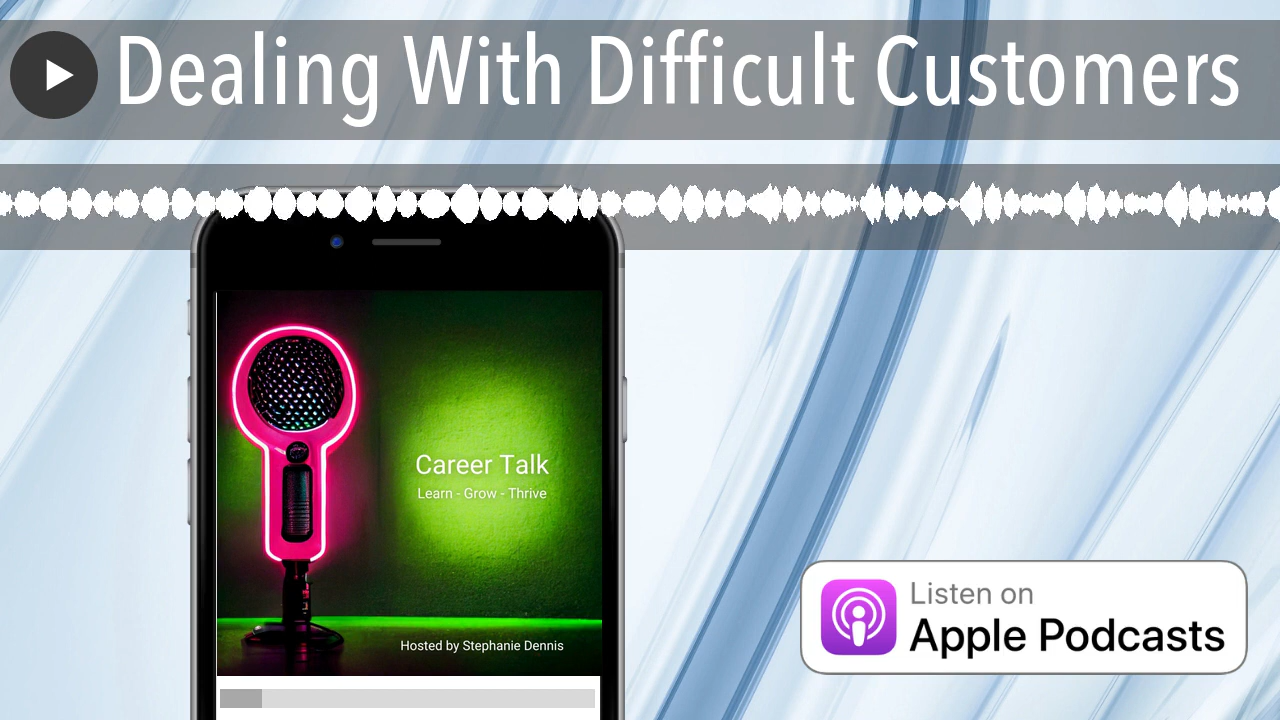 Dealing With Difficult Customers
Career Talk
Learn - Grow - Thrive
Hosted by Stephanie Dennis
Listen on
Apple Podcasts